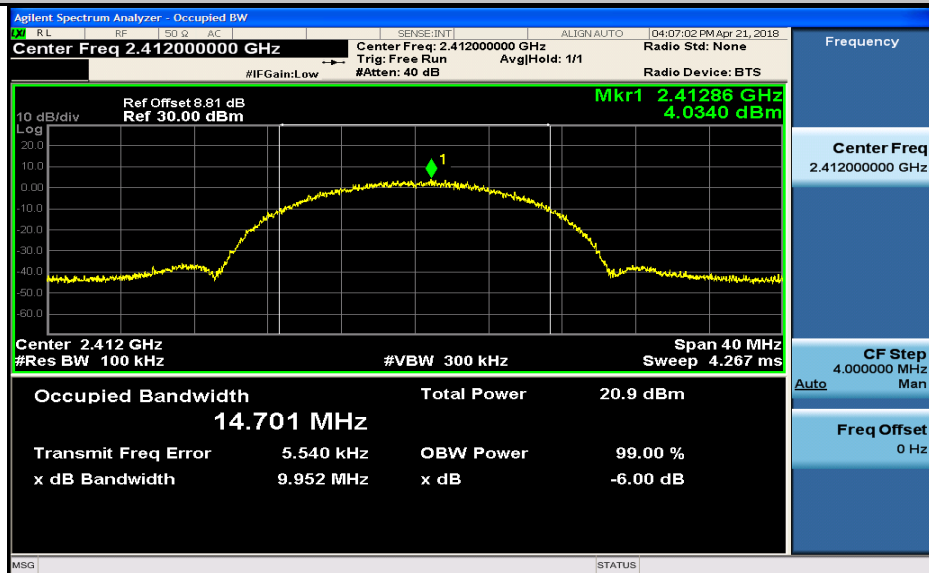 Agilent Spectrum Analyzer - Occupied BW
LXI RL RF 50 Ω AC SENSE:INT ALIGN AUTO 04:07:02 PM Apr 21, 2018
Center Freq 2.412000000 GHz
Center Freq: 2.412000000 GHz
Radio Std: None
Trig: Free Run Avg|Hold: 1/1
#IFGain:Low
#Atten: 40 dB
Radio Device: BTS
Mkr1 2.41286 GHz
4.0340 dBm
Ref Offset 8.81 dB
10 dB/div Ref 30.00 dBm
Log
20.0
10.0
0.00
-10.0
-20.0
-30.0
-40.0
-50.0
-60.0
1
Center 2.412 GHz
Span 40 MHz
#Res BW 100 kHz
#VBW 300 kHz
Sweep 4.267 ms
Occupied Bandwidth
14.701 MHz
Total Power 20.9 dBm
Transmit Freq Error 5.540 kHz
OBW Power 99.00 %
x dB Bandwidth 9.952 MHz
x dB -6.00 dB
MSG
STATUS
Frequency
Center Freq
2.412000000 GHz
CF Step
4.000000 MHz
Auto Man
Freq Offset
0 Hz